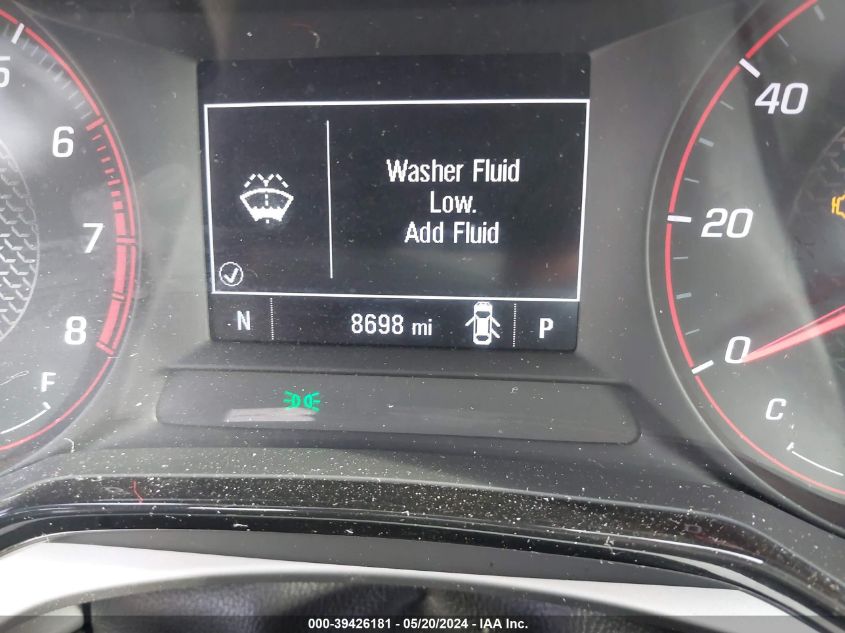 5
6
7
8
F
Washer Fluid
Low.
Add Fluid
N
8698 mi
P
40
20
0
C
000-39426181 - 05/20/2024 - IAA Inc.